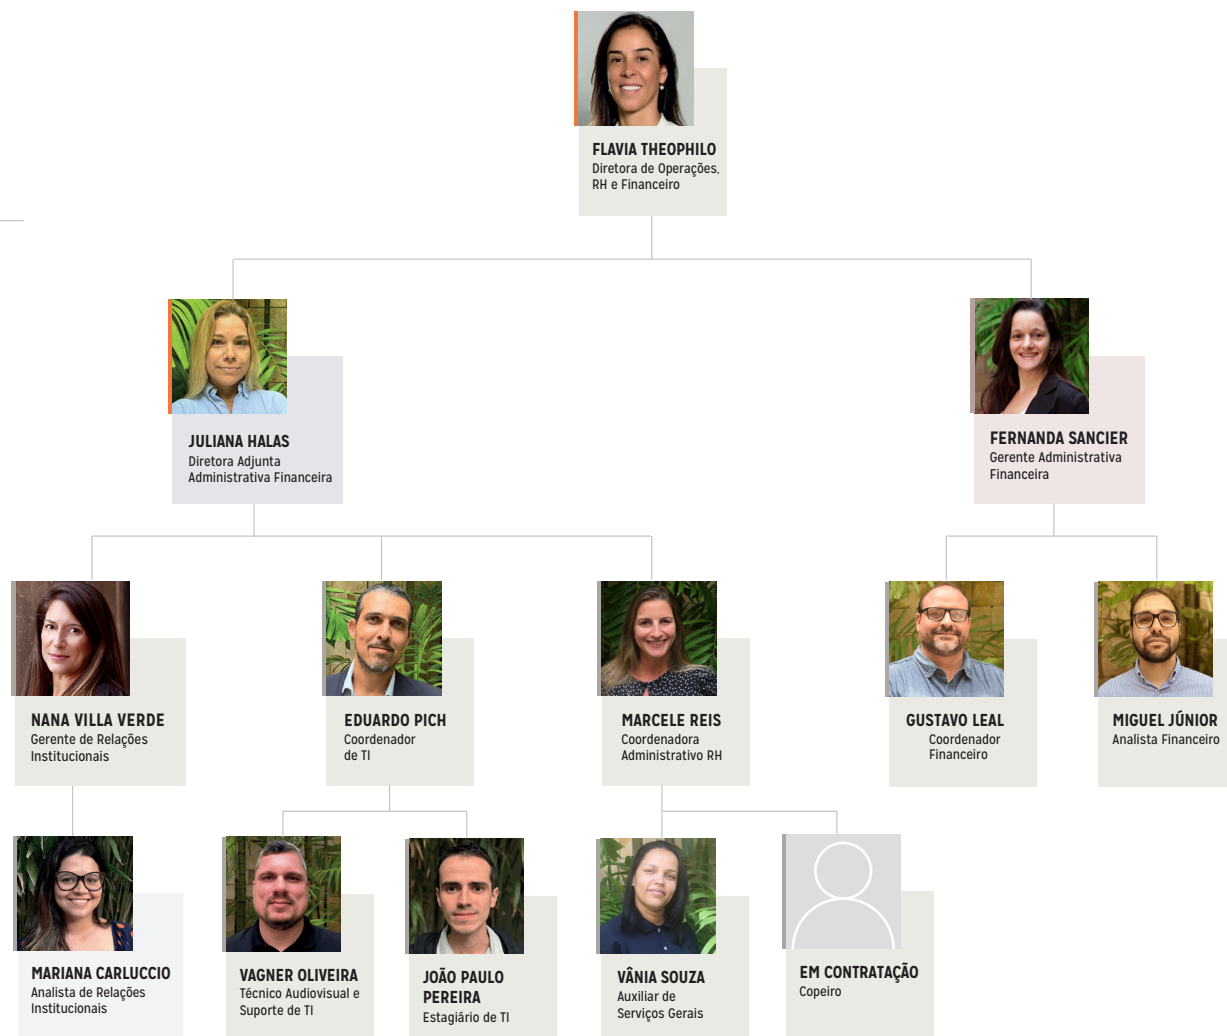 FLAVIA THEOPHILO
Diretora de Operações,
RH e Financeiro
JULIANA HALAS
Diretora Adjunta
Administrativa Financeira
FERNANDA SANCIER
Gerente Administrativa
Financeira
NANA VILLA VERDE
Gerente de Relações
Institucionais
EDUARDO PICH
Coordenador
de TI
MARCELE REIS
Coordenadora
Administrativo RH
GUSTAVO LEAL
Coordenador
Financeiro
MIGUEL JÚNIOR
Analista Financeiro
MARIANA CARLUCCIO
Analista de Relações
Institucionais
VAGNER OLIVEIRA
Técnico Audiovisual e
Suporte de TI
JOÃO PAULO
PEREIRA
Estagiário de TI
VÂNIA SOUZA
Auxiliar de
Serviços Gerais
EM CONTRATAÇÃO
Copeiro